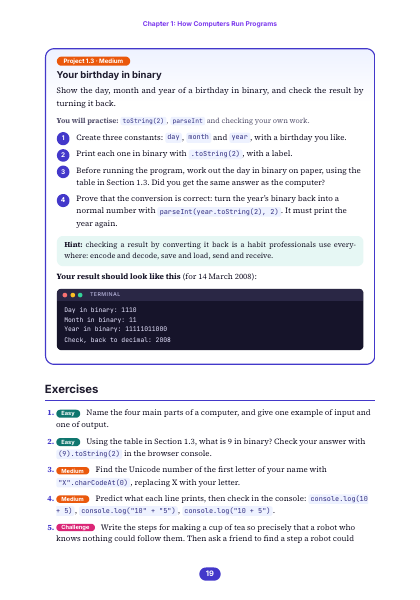 Chapter 1: How Computers Run Programs
Project 1.3 · Medium
Your birthday in binary
Show the day, month and year of a birthday in binary, and check the result by
turning it back.
You will practise: toString(2), parseInt and checking your own work.
1 Create three constants: day, month and year, with a birthday you like.
2 Print each one in binary with .toString(2), with a label.
3 Before running the program, work out the day in binary on paper, using the
table in Section 1.3. Did you get the same answer as the computer?
4 Prove that the conversion is correct: turn the year's binary back into a
normal number with parseInt(year.toString(2), 2). It must print the
year again.
Hint: checking a result by converting it back is a habit professionals use every-
where: encode and decode, save and load, send and receive.
Your result should look like this (for 14 March 2008):
TERMINAL
Day in binary: 1110
Month in binary: 11
Year in binary: 11111011000
Check, back to decimal: 2008
Exercises
1. Easy Name the four main parts of a computer, and give one example of input and
one of output.
2. Easy Using the table in Section 1.3, what is 9 in binary? Check your answer with
(9).toString(2) in the browser console.
3. Medium Find the Unicode number of the first letter of your name with
"X".charCodeAt(0), replacing X with your letter.
4. Medium Predict what each line prints, then check in the console: console.log(10
+ 5), console.log("10" + "5"), console.log("10 + 5").
5. Challenge Write the steps for making a cup of tea so precisely that a robot who
knows nothing could follow them. Then ask a friend to find a step a robot could
19